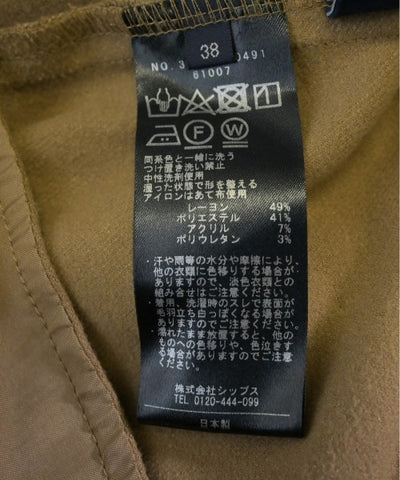 38
NO. 3 0491
81007
F
W
同系色と一緒に洗う
つけ置き洗い禁止
中性洗剤使用
湿った状態で形を整える
アイロンはあて布使用
レーヨン 49%
ポリエステル 41%
アクリル 7%
ポリウレタン 3%
・汗や雨等の水分や摩擦により、
他の衣類に色移りする場合が
ありますので、淡色衣類との
組み合せはご注意ください。
・着用、洗濯時のスレで表面が
毛羽立ち白っぽくなる場合が
ありますのでご注意ください。
・濡れたまま放置すると、他の
ものへの色移りや、色泣きす
る場合がありますのでご注意
ください。
株式会社シップス
TEL 0120-444-099
日本製